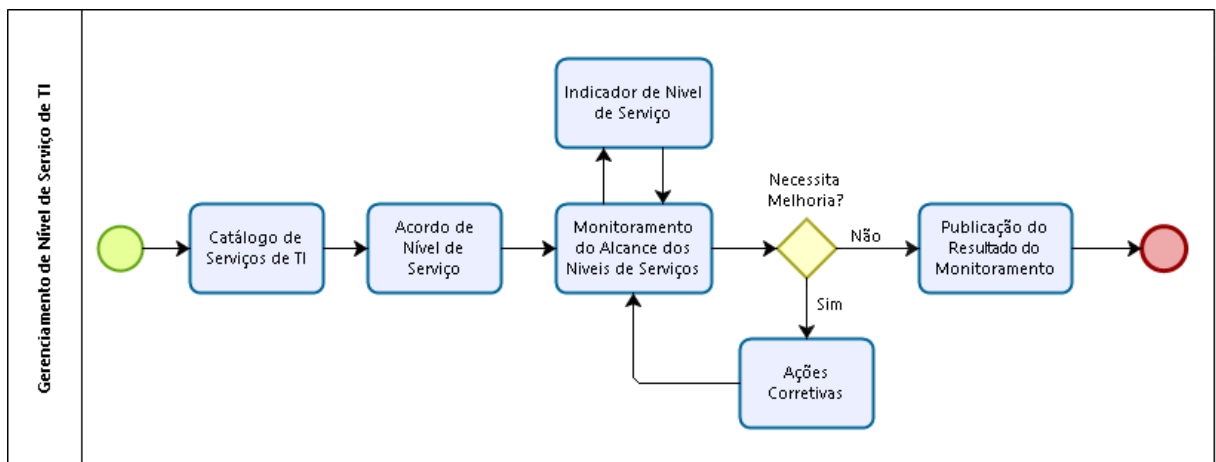 Gerenciamento de Nível de Serviço de TI
Catálogo de
Serviços de TI
Acordo de
Nível de
Serviço
Indicador de Nivel
de Serviço
Monitoramento
do Alcance dos
Niveis de Serviços
Necessita
Melhoria?
Não
Sim
Ações
Corretivas
Publicação do
Resultado do
Monitoramento